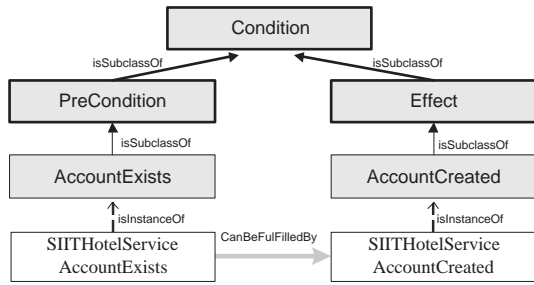 Condition
isSubclassOf
isSubclassOf
PreCondition
Effect
isSubclassOf
isSubclassOf
AccountExists
AccountCreated
isInstanceOf
isInstanceOf
SIITHotelService
AccountExists
CanBeFulFilledBy
SIITHotelService
AccountCreated